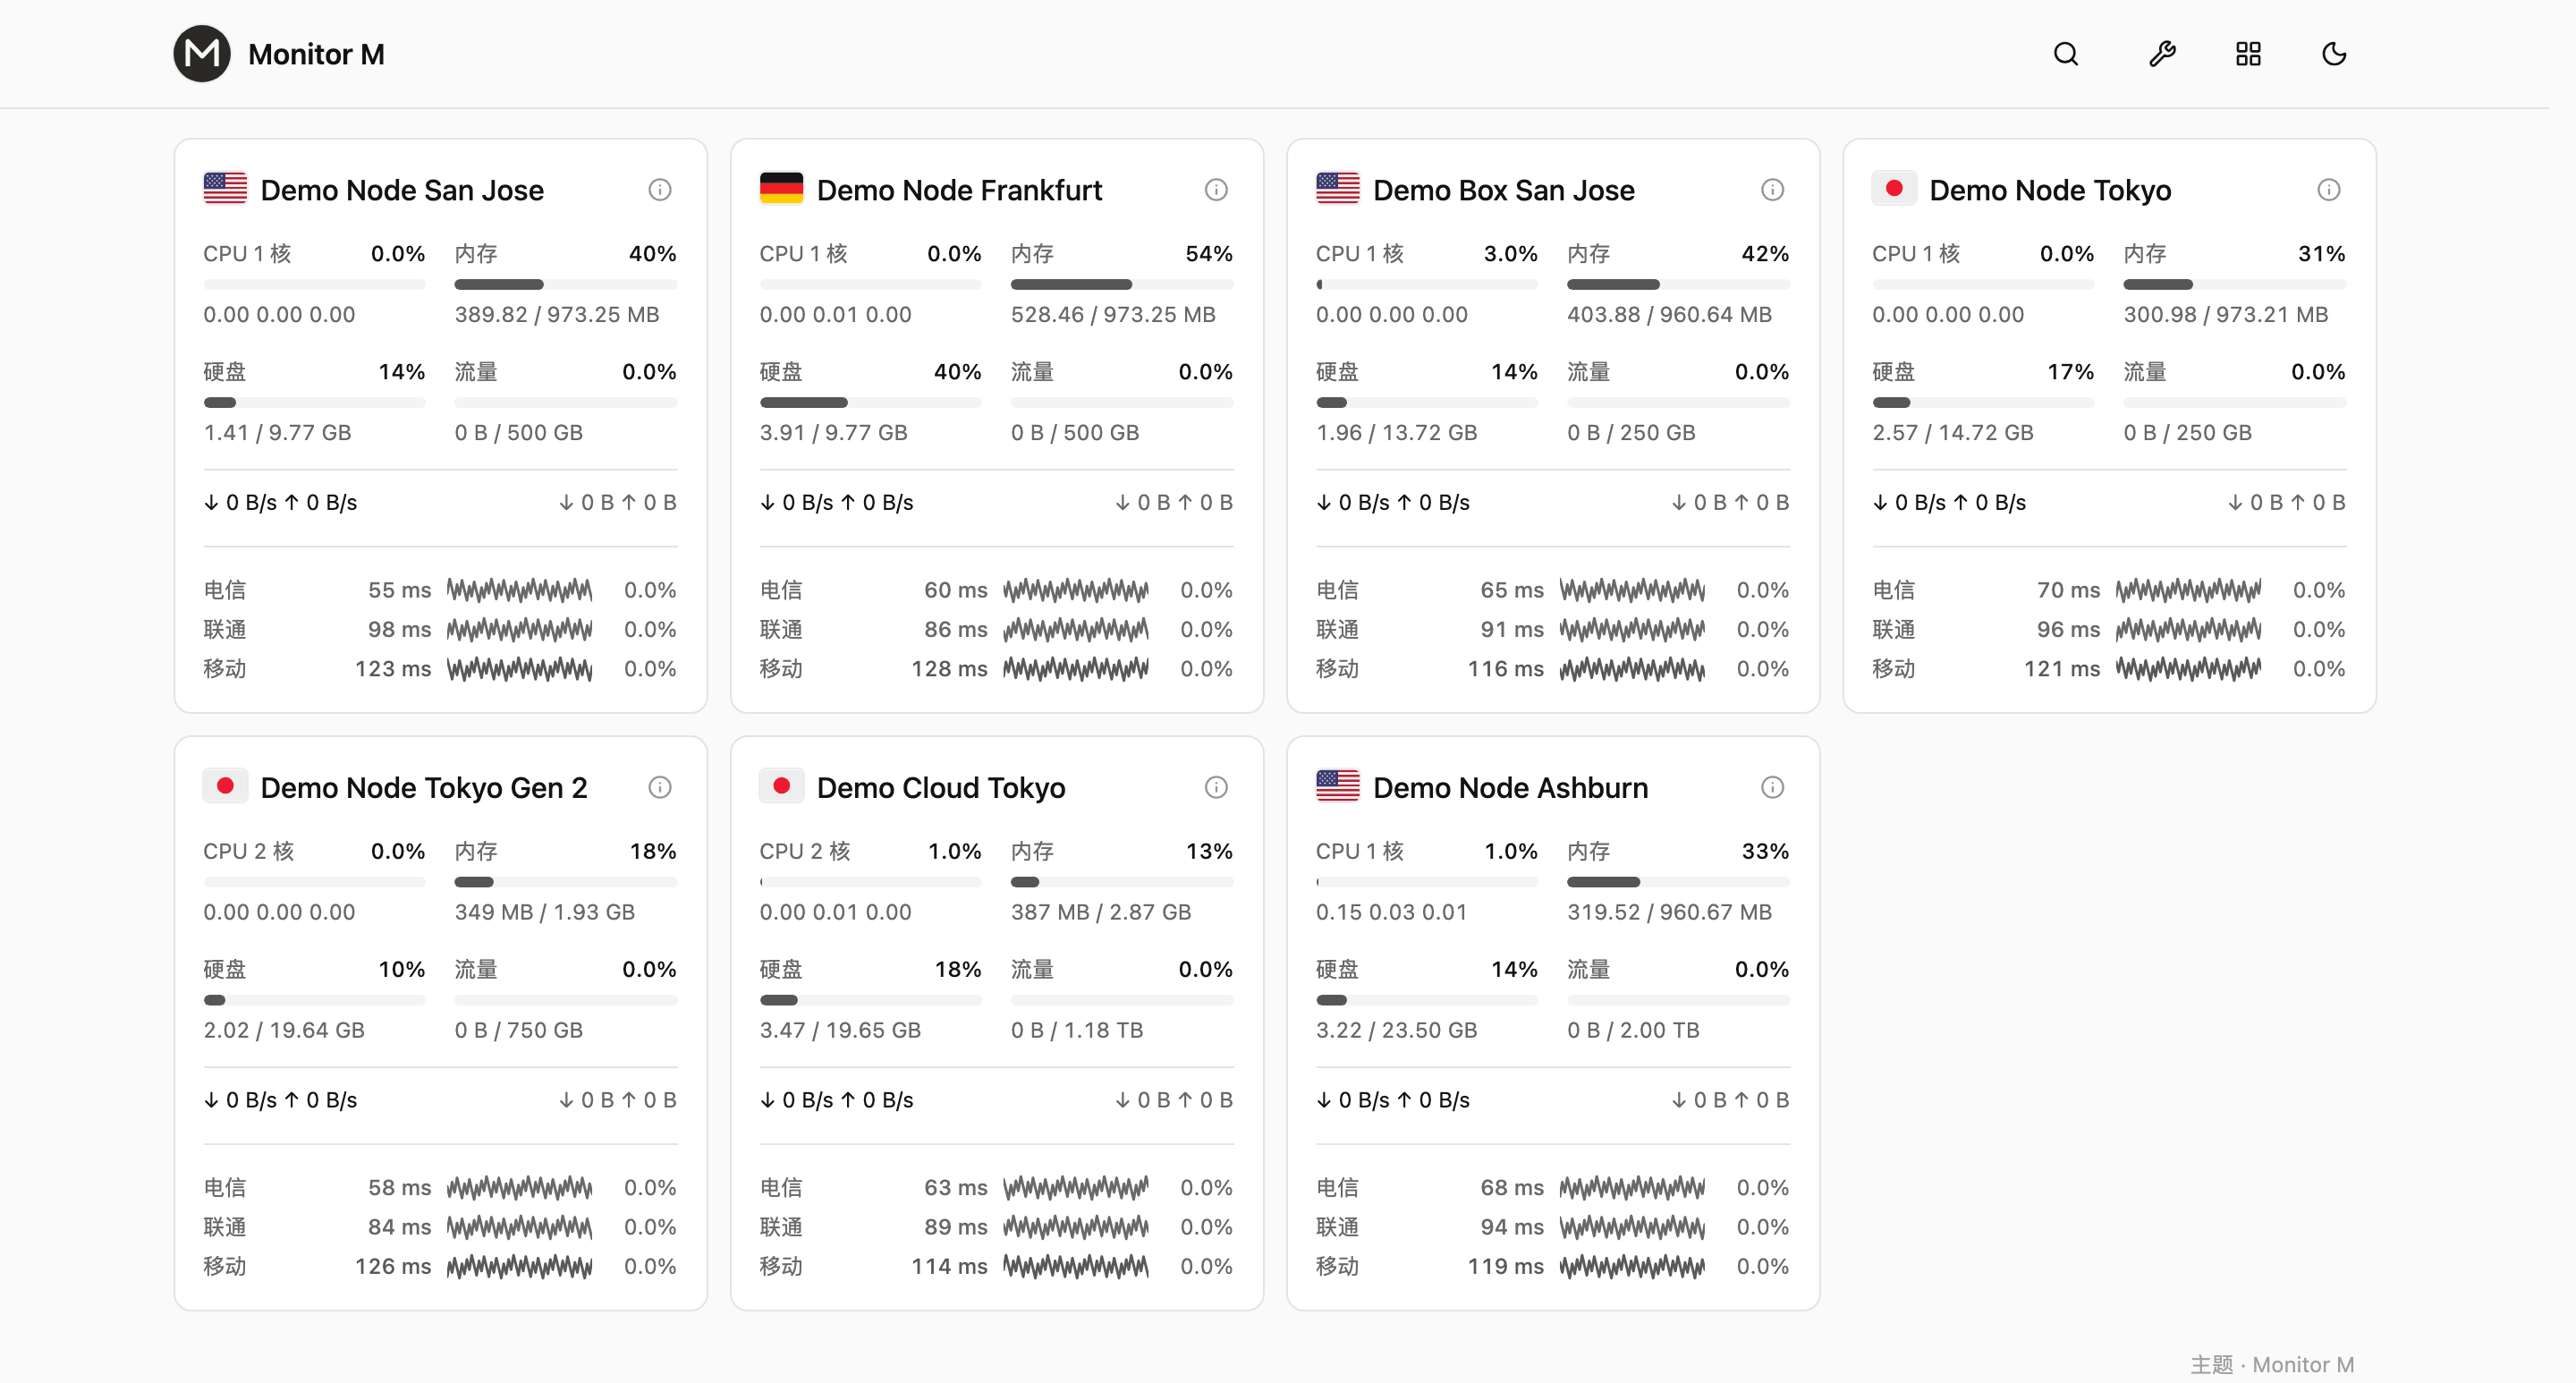 Monitor M
Demo Node San Jose
CPU 1 核 0.0% 内存 40%
0.00 0.00 0.00 389.82 / 973.25 MB
硬盘 14% 流量 0.0%
1.41 / 9.77 GB 0 B / 500 GB
↓ 0 B/s ↑ 0 B/s ↓ 0 B ↑ 0 B
电信 55 ms 0.0%
联通 98 ms 0.0%
移动 123 ms 0.0%
Demo Node Frankfurt
CPU 1 核 0.0% 内存 54%
0.00 0.01 0.00 528.46 / 973.25 MB
硬盘 40% 流量 0.0%
3.91 / 9.77 GB 0 B / 500 GB
↓ 0 B/s ↑ 0 B/s ↓ 0 B ↑ 0 B
电信 60 ms 0.0%
联通 86 ms 0.0%
移动 128 ms 0.0%
Demo Box San Jose
CPU 1 核 3.0% 内存 42%
0.00 0.00 0.00 403.88 / 960.64 MB
硬盘 14% 流量 0.0%
1.96 / 13.72 GB 0 B / 250 GB
↓ 0 B/s ↑ 0 B/s ↓ 0 B ↑ 0 B
电信 65 ms 0.0%
联通 91 ms 0.0%
移动 116 ms 0.0%
Demo Node Tokyo
CPU 1 核 0.0% 内存 31%
0.00 0.00 0.00 300.98 / 973.21 MB
硬盘 17% 流量 0.0%
2.57 / 14.72 GB 0 B / 250 GB
↓ 0 B/s ↑ 0 B/s ↓ 0 B ↑ 0 B
电信 70 ms 0.0%
联通 96 ms 0.0%
移动 121 ms 0.0%
Demo Node Tokyo Gen 2
CPU 2 核 0.0% 内存 18%
0.00 0.00 0.00 349 MB / 1.93 GB
硬盘 10% 流量 0.0%
2.02 / 19.64 GB 0 B / 750 GB
↓ 0 B/s ↑ 0 B/s ↓ 0 B ↑ 0 B
电信 58 ms 0.0%
联通 84 ms 0.0%
移动 126 ms 0.0%
Demo Cloud Tokyo
CPU 2 核 1.0% 内存 13%
0.00 0.01 0.00 387 MB / 2.87 GB
硬盘 18% 流量 0.0%
3.47 / 19.65 GB 0 B / 1.18 TB
↓ 0 B/s ↑ 0 B/s ↓ 0 B ↑ 0 B
电信 63 ms 0.0%
联通 89 ms 0.0%
移动 114 ms 0.0%
Demo Node Ashburn
CPU 1 核 1.0% 内存 33%
0.15 0.03 0.01 319.52 / 960.67 MB
硬盘 14% 流量 0.0%
3.22 / 23.50 GB 0 B / 2.00 TB
↓ 0 B/s ↑ 0 B/s ↓ 0 B ↑ 0 B
电信 68 ms 0.0%
联通 94 ms 0.0%
移动 119 ms 0.0%
主题 · Monitor M